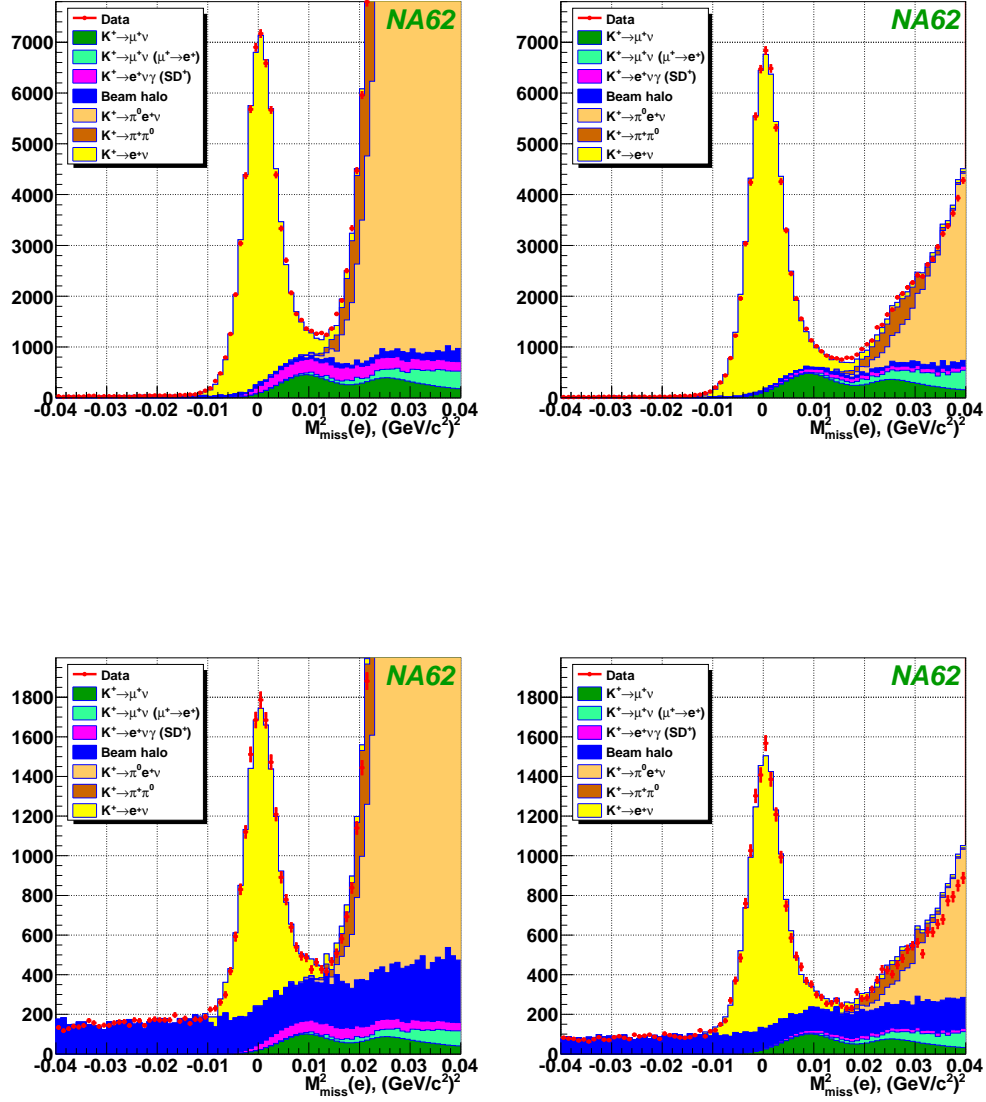 NA62
Data
K⁺→μ⁺ν
K⁺→μ⁺ν (μ⁺→e⁺)
K⁺→e⁺νγ (SD⁺)
Beam halo
K⁺→π⁰e⁺ν
K⁺→π⁺π⁰
K⁺→e⁺ν
7000
6000
5000
4000
3000
2000
1000
0
-0.04 -0.03 -0.02 -0.01 0 0.01 0.02 0.03 0.04
M²miss(e), (GeV/c²)²
NA62
Data
K⁺→μ⁺ν
K⁺→μ⁺ν (μ⁺→e⁺)
K⁺→e⁺νγ (SD⁺)
Beam halo
K⁺→π⁰e⁺ν
K⁺→π⁺π⁰
K⁺→e⁺ν
7000
6000
5000
4000
3000
2000
1000
0
-0.04 -0.03 -0.02 -0.01 0 0.01 0.02 0.03 0.04
M²miss(e), (GeV/c²)²
NA62
Data
K⁺→μ⁺ν
K⁺→μ⁺ν (μ⁺→e⁺)
K⁺→e⁺νγ (SD⁺)
Beam halo
K⁺→π⁰e⁺ν
K⁺→π⁺π⁰
K⁺→e⁺ν
1800
1600
1400
1200
1000
800
600
400
200
0
-0.04 -0.03 -0.02 -0.01 0 0.01 0.02 0.03 0.04
M²miss(e), (GeV/c²)²
NA62
Data
K⁺→μ⁺ν
K⁺→μ⁺ν (μ⁺→e⁺)
K⁺→e⁺νγ (SD⁺)
Beam halo
K⁺→π⁰e⁺ν
K⁺→π⁺π⁰
K⁺→e⁺ν
1800
1600
1400
1200
1000
800
600
400
200
0
-0.04 -0.03 -0.02 -0.01 0 0.01 0.02 0.03 0.04
M²miss(e), (GeV/c²)²